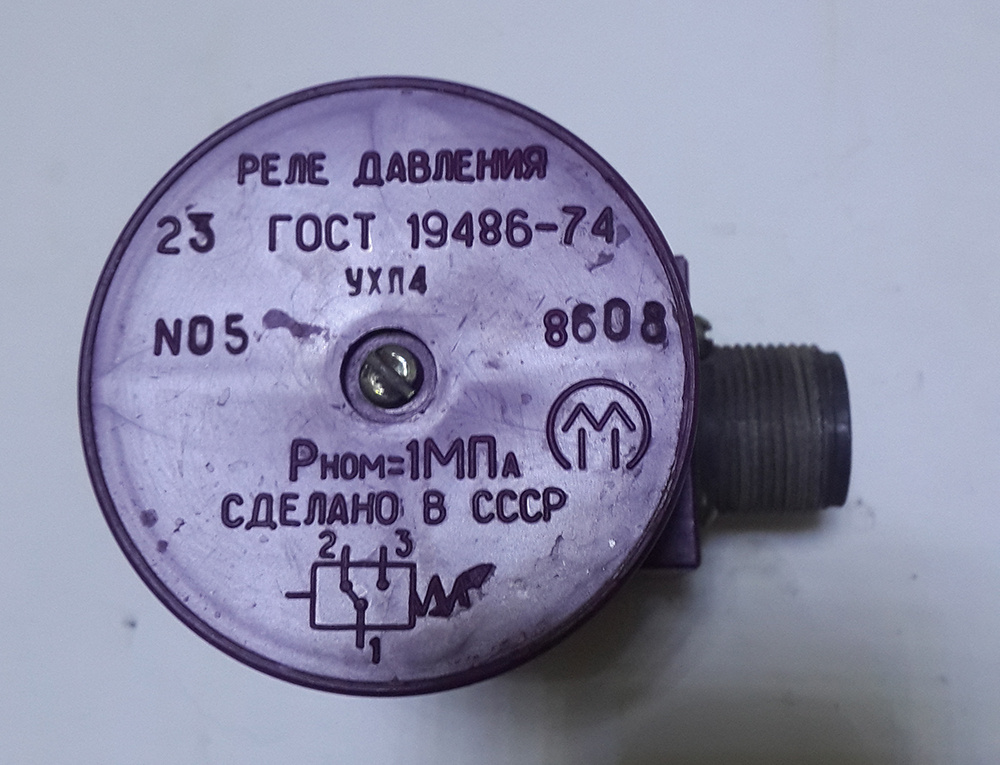 РЕЛЕ ДАВЛЕНИЯ
23 ГОСТ 19486-74
УХЛ4
N05 8608
Рном=1МПа
СДЕЛАНО В СССР
2 3
1